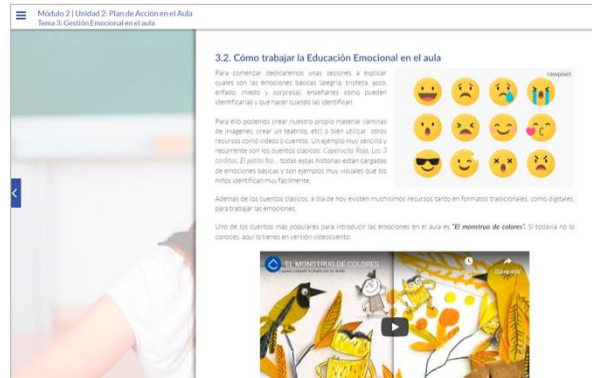 Módulo 2 | Unidad 2: Plan de Acción en el Aula
Tema 3: Gestión Emocional en el aula
3.2. Cómo trabajar la Educación Emocional en el aula
Para comenzar dedicaremos unas sesiones a explicar
cuáles son las emociones básicas (alegría, tristeza, asco,
enfado, miedo y sorpresa), enseñarles cómo pueden
identificarlas y que hacer cuando las identifican.
rawpixel
Para ello podemos crear nuestro propio material (láminas
de imágenes, crear un teatrillo, etc) o bien utilizar otros
recursos como vídeos o cuentos. Un ejemplo muy sencillo y
recurrente son los cuentos clásicos: Caperucita Roja, Los 3
cerditos, El patito feo... todas estas historias están cargadas
de emociones básicas y son ejemplos muy visuales que los
niños identifican muy fácilmente.
Además de los cuentos clásicos, a día de hoy existen muchísimos recursos tanto en formatos tradicionales, como digitales,
para trabajar las emociones.
Uno de los cuentos más populares para introducir las emociones en el aula es "El monstruo de colores". Si todavía no lo
conoces, aquí lo tienes en versión videocuento:
EL MONSTRUO DE COLORES
Compartir